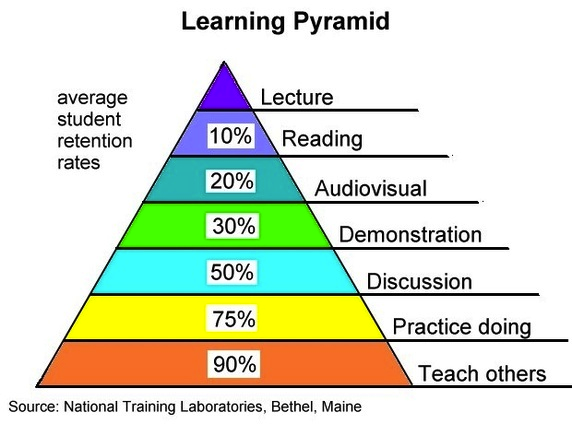 Learning Pyramid
average
student
retention
rates
Lecture
10% Reading
20% Audiovisual
30% Demonstration
50% Discussion
75% Practice doing
90% Teach others
Source: National Training Laboratories, Bethel, Maine